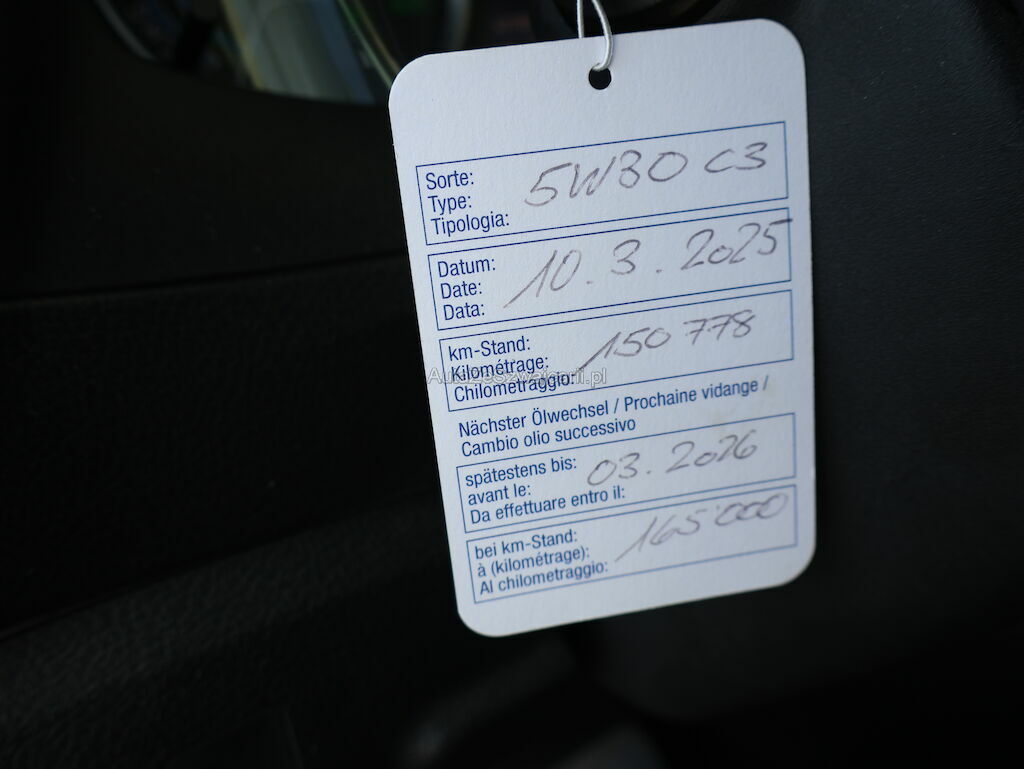 Sorte:
Type:
Tipologia:
5W30 C3
Datum:
Date:
Data:
10.3.2025
km-Stand:
Kilométrage:
Chilometraggio:
150778
Autazeszwajcarii.pl
Nächster Ölwechsel / Prochaine vidange /
Cambio olio successivo
spätestens bis:
avant le:
Da effettuare entro il:
03.2026
bei km-Stand:
à (kilométrage):
Al chilometraggio:
165'000